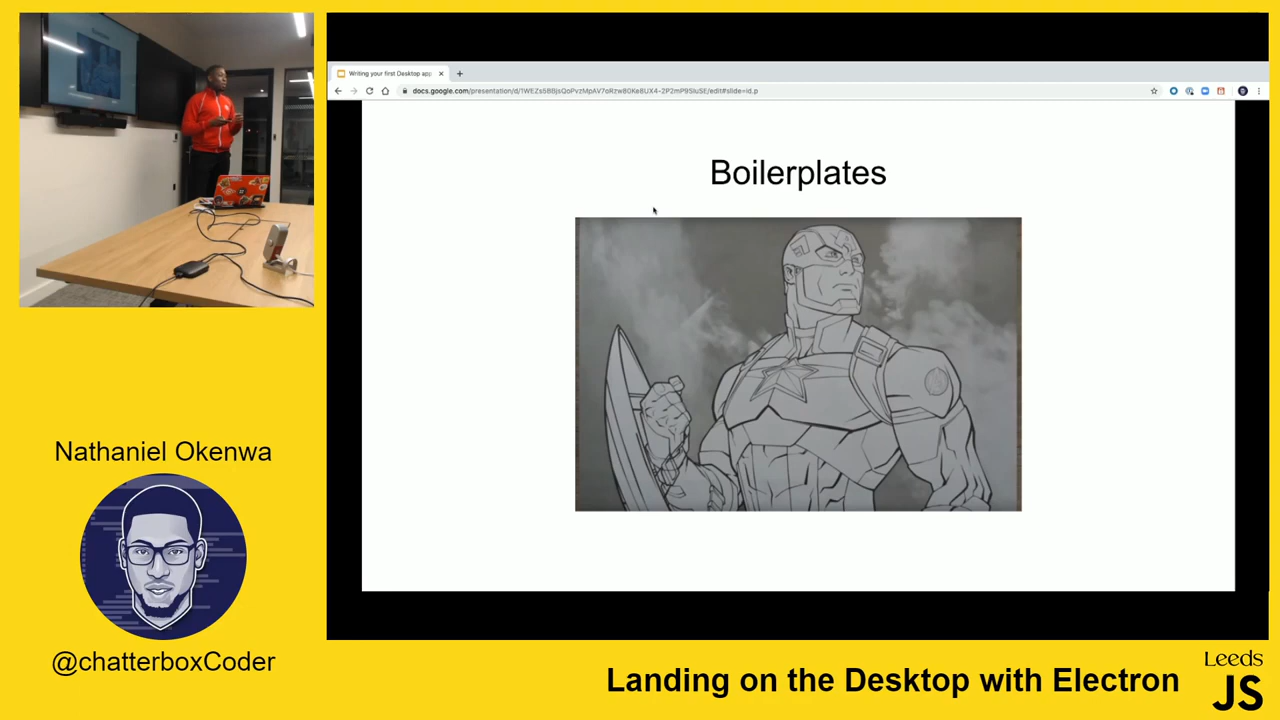 Writing your first Desktop app
Boilerplates
Nathaniel Okenwa
@chatterboxCoder
Landing on the Desktop with Electron
Leeds
JS